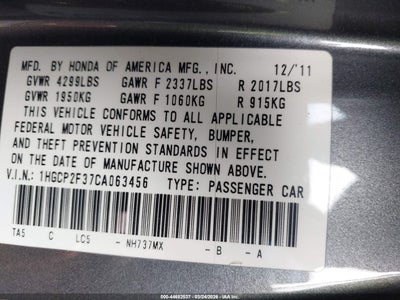 MFD. BY HONDA OF AMERICA MFG., INC. 12/'11
GVWR 4299LBS GAWR F 2337LBS R 2017LBS
GVWR 1950KG GAWR F 1060KG R 915KG
THIS VEHICLE CONFORMS TO ALL APPLICABLE
FEDERAL MOTOR VEHICLE SAFETY, BUMPER,
AND THEFT PREVENTION STANDARDS IN EFFECT ON
THE DATE OF MANUFACTURE SHOWN ABOVE.
V.I.N.: 1HGCP2F37CA063456 TYPE: PASSENGER CAR
TA5 C LC5 - NH737MX - B - A